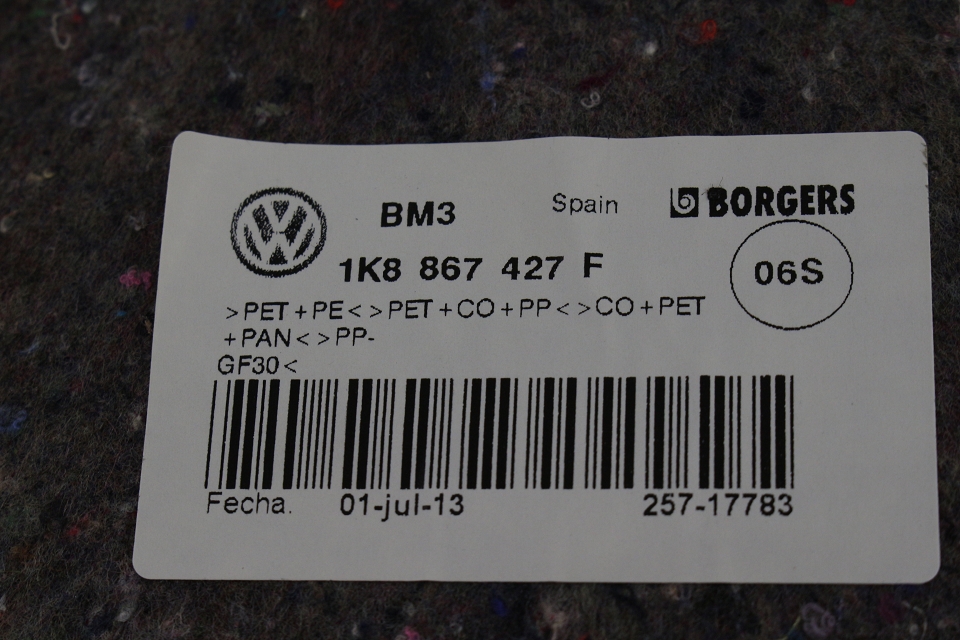 BM3 Spain BORGERS
1K8 867 427 F 06S
>PET+PE<>PET+CO+PP<>CO+PET
+PAN<>PP-
GF30<
Fecha. 01-jul-13 257-17783